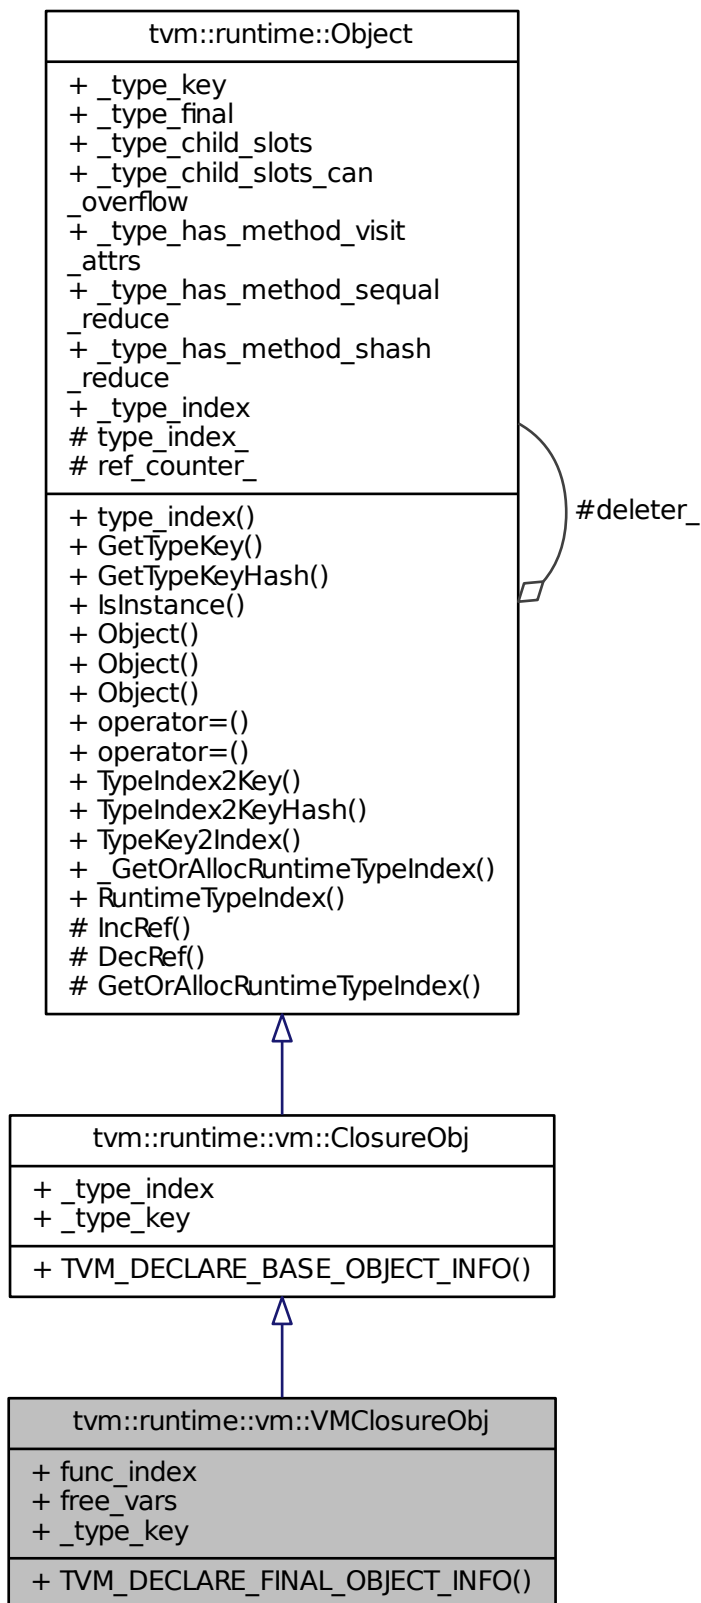 tvm::runtime::Object
+ _type_key
+ _type_final
+ _type_child_slots
+ _type_child_slots_can
_overflow
+ _type_has_method_visit
_attrs
+ _type_has_method_sequal
_reduce
+ _type_has_method_shash
_reduce
+ _type_index
# type_index_
# ref_counter_
+ type_index()
+ GetTypeKey()
+ GetTypeKeyHash()
+ IsInstance()
+ Object()
+ Object()
+ Object()
+ operator=()
+ operator=()
+ TypeIndex2Key()
+ TypeIndex2KeyHash()
+ TypeKey2Index()
+ _GetOrAllocRuntimeTypeIndex()
+ RuntimeTypeIndex()
# IncRef()
# DecRef()
# GetOrAllocRuntimeTypeIndex()
#deleter_
tvm::runtime::vm::ClosureObj
+ _type_index
+ _type_key
+ TVM_DECLARE_BASE_OBJECT_INFO()
tvm::runtime::vm::VMClosureObj
+ func_index
+ free_vars
+ _type_key
+ TVM_DECLARE_FINAL_OBJECT_INFO()